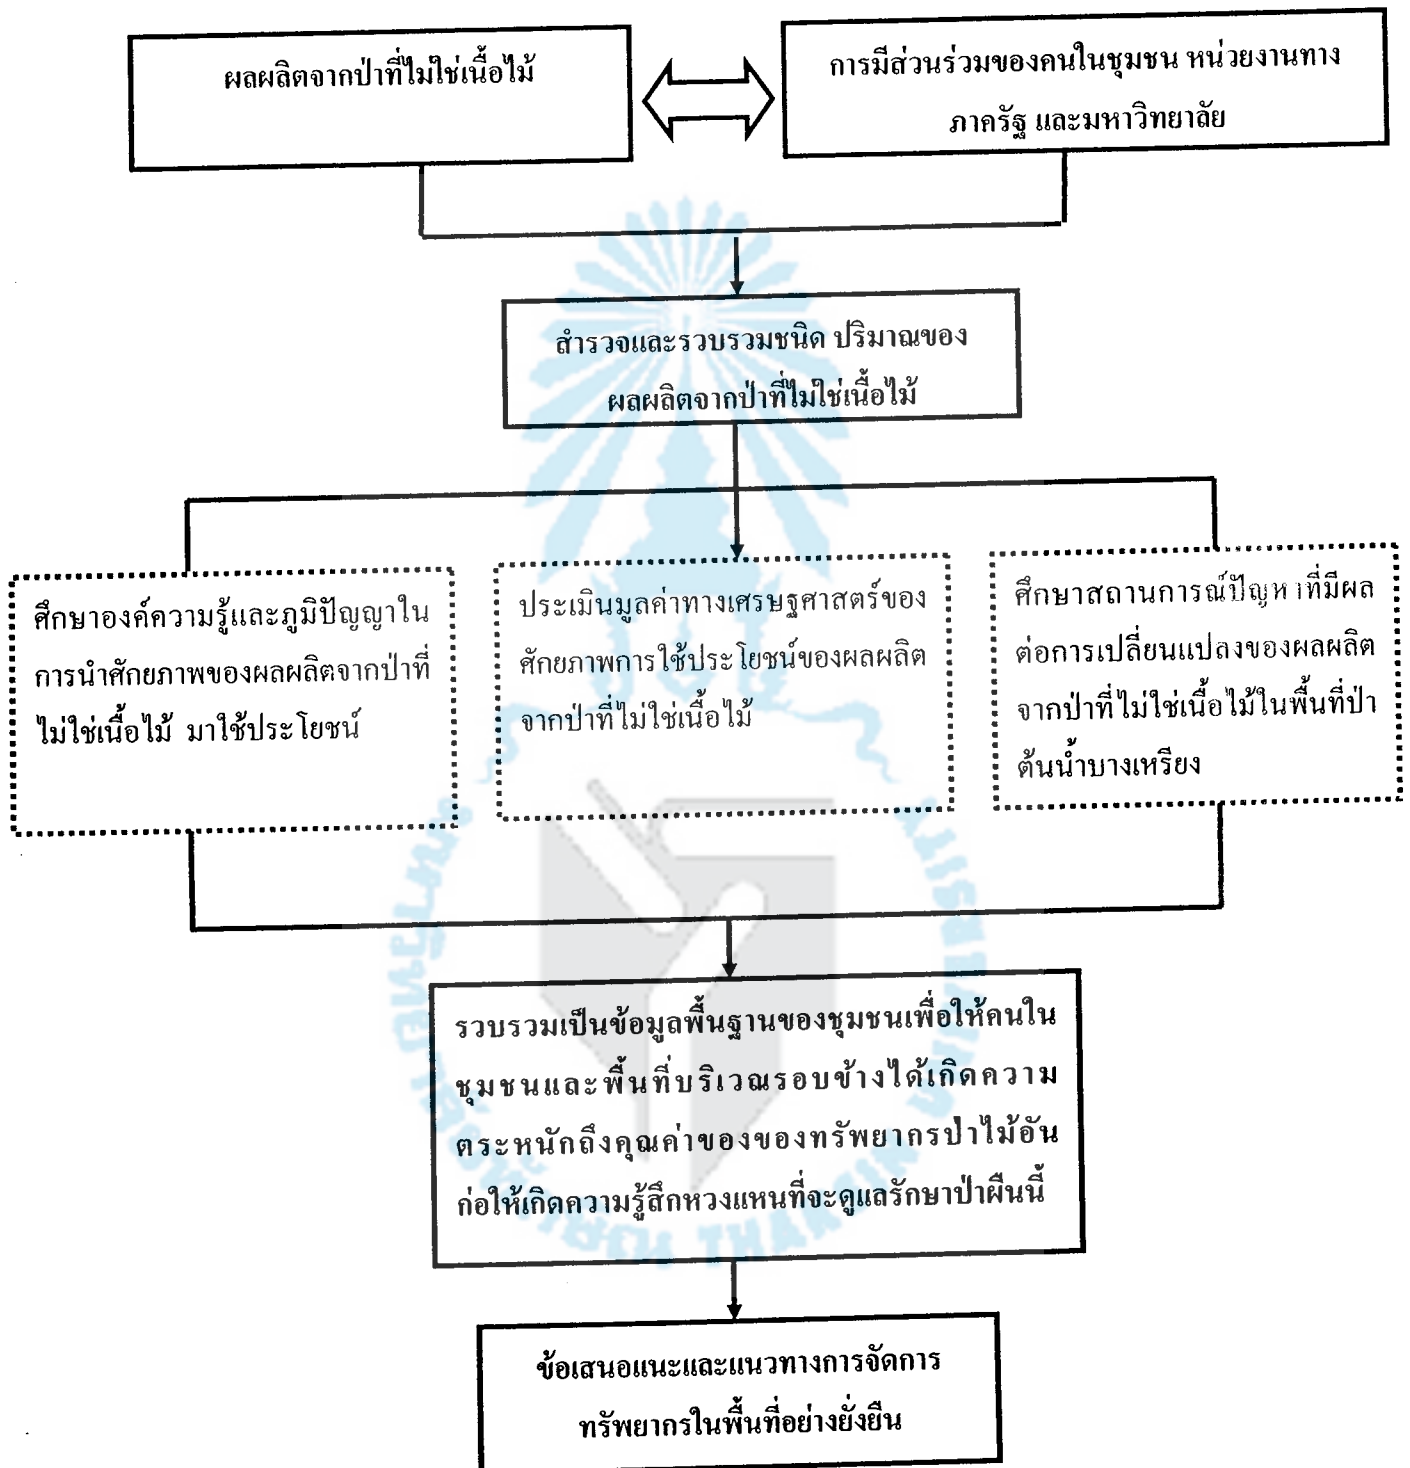 ผลผลิตจากป่าที่ไม่ใช่เนื้อไม้
การมีส่วนร่วมของคนในชุมชน หน่วยงานทาง
ภาครัฐ และมหาวิทยาลัย
สำรวจและรวบรวมชนิด ปริมาณของ
ผลผลิตจากป่าที่ไม่ใช่เนื้อไม้
ศึกษาองค์ความรู้และภูมิปัญญาใน
การนำศักยภาพของผลผลิตจากป่าที่
ไม่ใช่เนื้อไม้ มาใช้ประโยชน์
ประเมินมูลค่าทางเศรษฐศาสตร์ของ
ศักยภาพการใช้ประโยชน์ของผลผลิต
จากป่าที่ไม่ใช่เนื้อไม้
ศึกษาสถานการณ์ปัญหาที่มีผล
ต่อการเปลี่ยนแปลงของผลผลิต
จากป่าที่ไม่ใช่เนื้อไม้ในพื้นที่ป่า
ต้นน้ำบางเหรียง
รวบรวมเป็นข้อมูลพื้นฐานของชุมชนเพื่อให้คนใน
ชุมชนและพื้นที่บริเวณรอบข้างได้เกิดความ
ตระหนักถึงคุณค่าของของทรัพยากรป่าไม้อัน
ก่อให้เกิดความรู้สึกหวงแหนที่จะดูแลรักษาป่าผืนนี้
ข้อเสนอแนะและแนวทางการจัดการ
ทรัพยากรในพื้นที่อย่างยั่งยืน
มหาวิทยาลัยทักษิณ THAKSIN UNIVERSITY